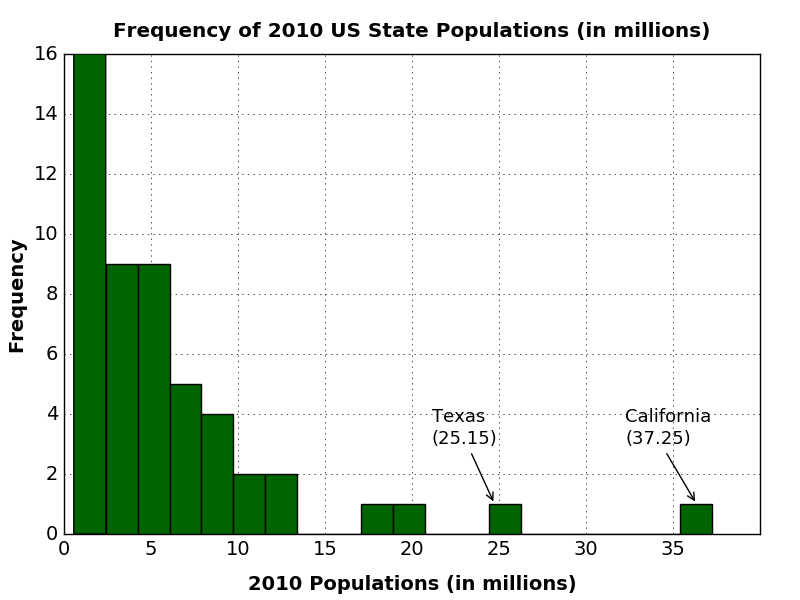 Frequency of 2010 US State Populations (in millions)
16
14
12
10
8
6
4
2
0
Frequency
Texas
(25.15)
California
(37.25)
0 5 10 15 20 25 30 35
2010 Populations (in millions)